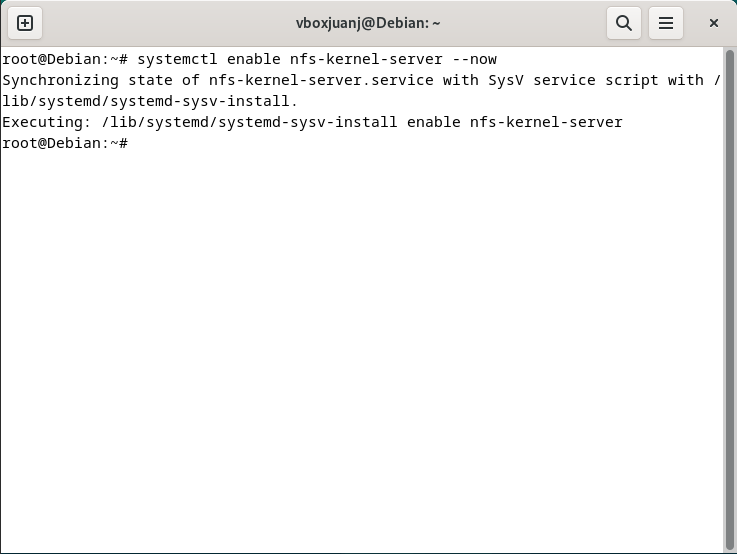 vboxjuanj@Debian: ~
root@Debian:~# systemctl enable nfs-kernel-server --now
Synchronizing state of nfs-kernel-server.service with SysV service script with /
lib/systemd/systemd-sysv-install.
Executing: /lib/systemd/systemd-sysv-install enable nfs-kernel-server
root@Debian:~#